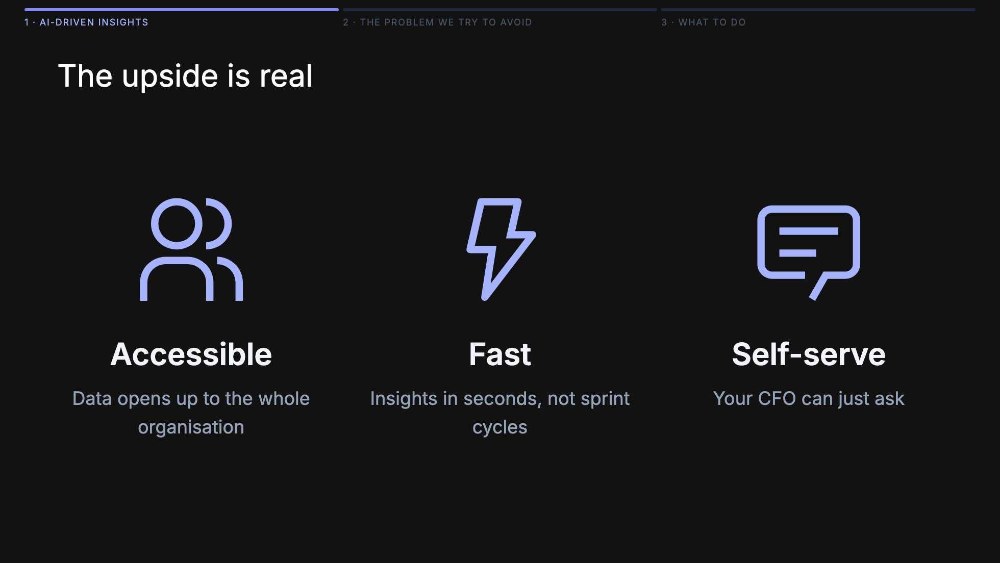 1 · AI-DRIVEN INSIGHTS
2 · THE PROBLEM WE TRY TO AVOID
3 · WHAT TO DO
The upside is real
Accessible
Data opens up to the whole
organisation
Fast
Insights in seconds, not sprint
cycles
Self-serve
Your CFO can just ask